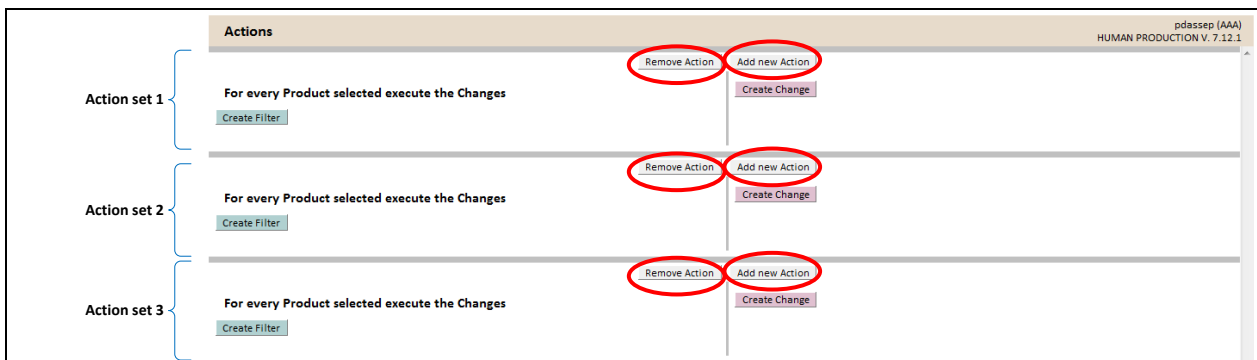 Actions
pdassep (AAA)
HUMAN PRODUCTION V. 7.12.1
Remove Action Add new Action
Action set 1
For every Product selected execute the Changes
Create Change
Create Filter
Remove Action Add new Action
Action set 2
For every Product selected execute the Changes
Create Change
Create Filter
Remove Action Add new Action
Action set 3
For every Product selected execute the Changes
Create Change
Create Filter